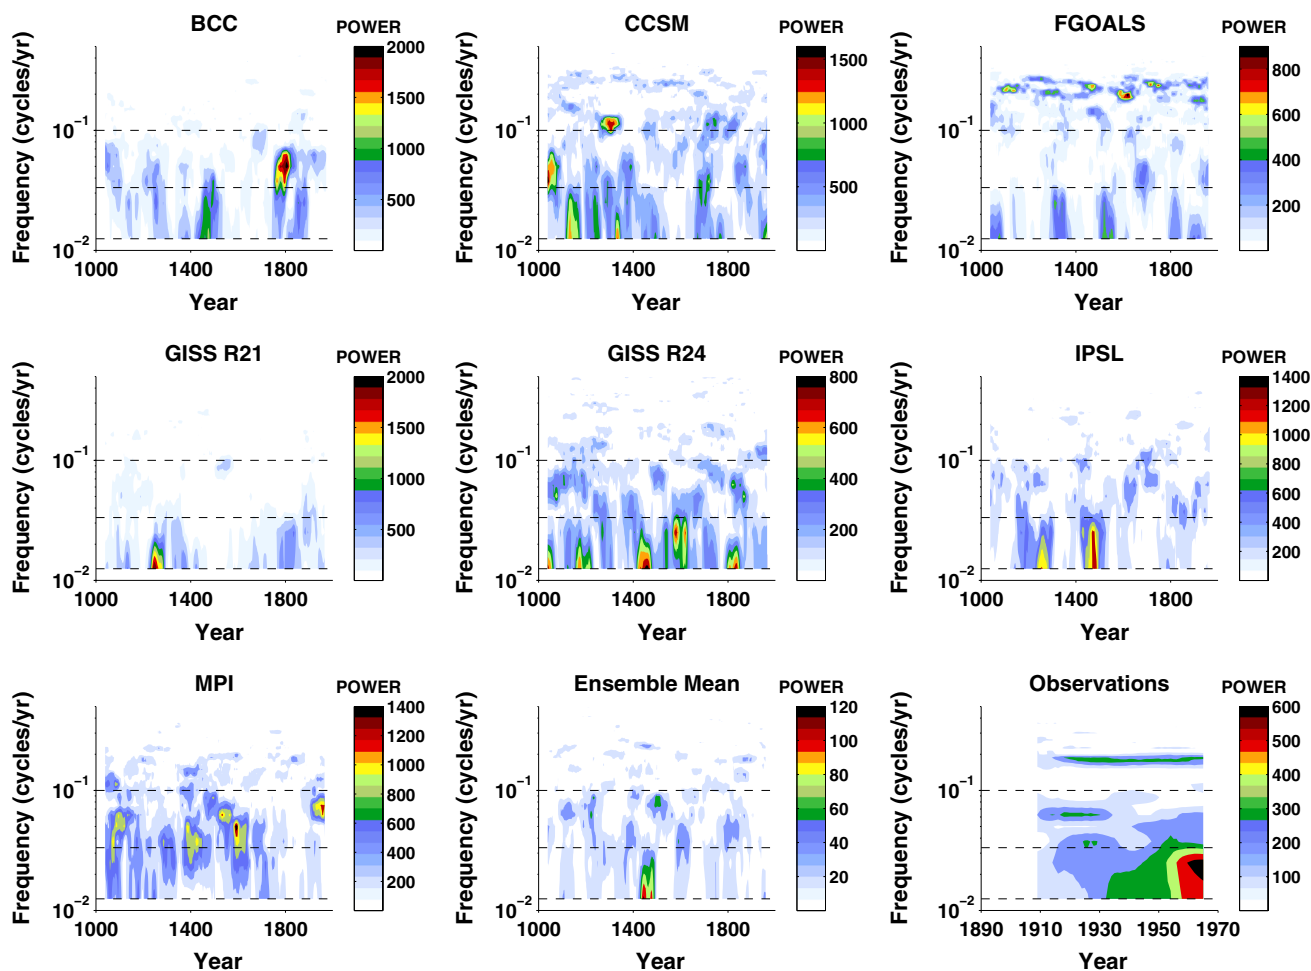 BCC POWER CCSM POWER FGOALS POWER
Frequency (cycles/yr) 10^-1 10^-2 1000 1400 1800 Year 2000 1500 1000 500
Frequency (cycles/yr) 10^-1 10^-2 1000 1400 1800 Year 1500 1000 500
Frequency (cycles/yr) 10^-1 10^-2 1000 1400 1800 Year 800 600 400 200
GISS R21 POWER GISS R24 POWER IPSL POWER
Frequency (cycles/yr) 10^-1 10^-2 1000 1400 1800 Year 2000 1500 1000 500
Frequency (cycles/yr) 10^-1 10^-2 1000 1400 1800 Year 800 600 400 200
Frequency (cycles/yr) 10^-1 10^-2 1000 1400 1800 Year 1400 1200 1000 800 600 400 200
MPI POWER Ensemble Mean POWER Observations POWER
Frequency (cycles/yr) 10^-1 10^-2 1000 1400 1800 Year 1400 1200 1000 800 600 400 200
Frequency (cycles/yr) 10^-1 10^-2 1000 1400 1800 Year 120 100 80 60 40 20
Frequency (cycles/yr) 10^-1 10^-2 1890 1910 1930 1950 1970 Year 600 500 400 300 200 100